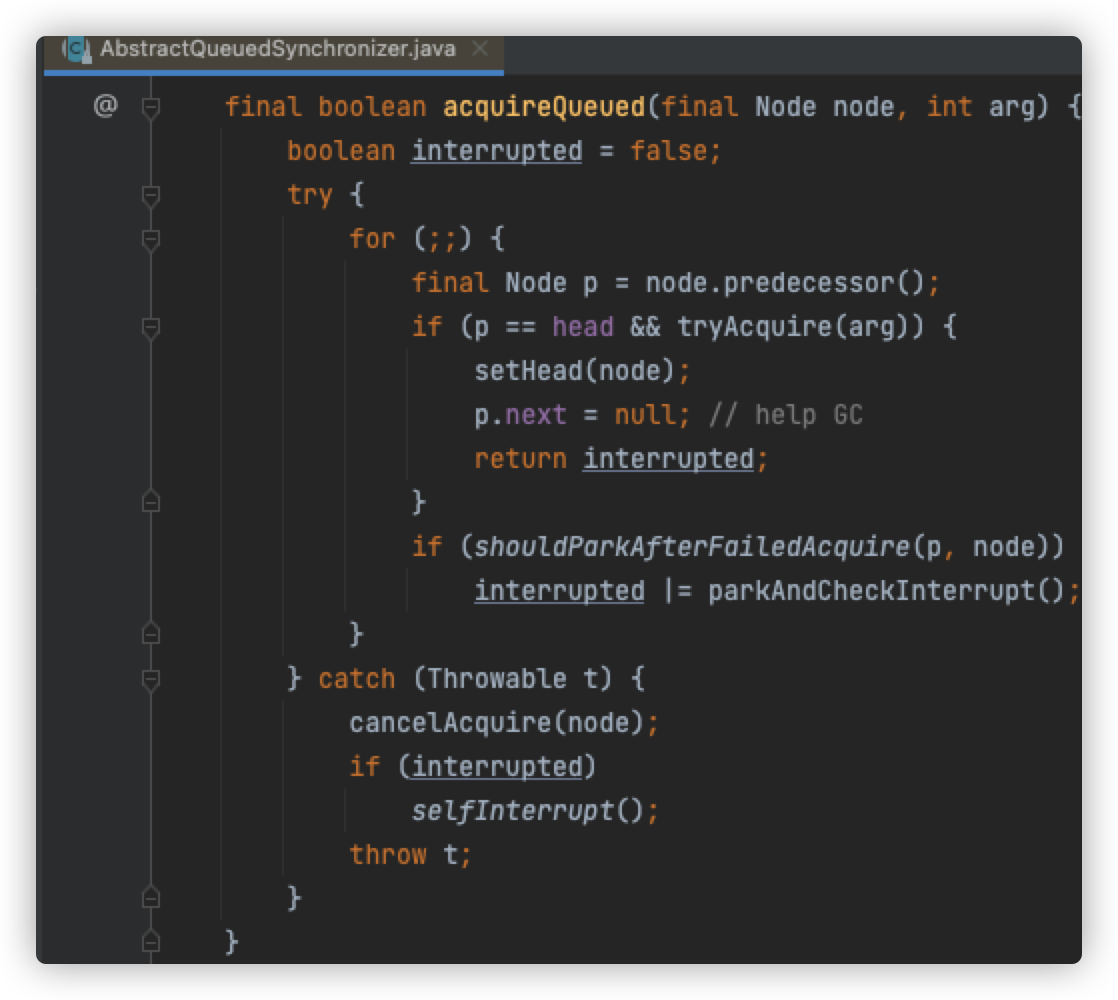 AbstractQueuedSynchronizer.java
@ final boolean acquireQueued(final Node node, int arg) {
boolean interrupted = false;
try {
for (;;) {
final Node p = node.predecessor();
if (p == head && tryAcquire(arg)) {
setHead(node);
p.next = null; // help GC
return interrupted;
}
if (shouldParkAfterFailedAcquire(p, node))
interrupted |= parkAndCheckInterrupt();
}
} catch (Throwable t) {
cancelAcquire(node);
if (interrupted)
selfInterrupt();
throw t;
}
}